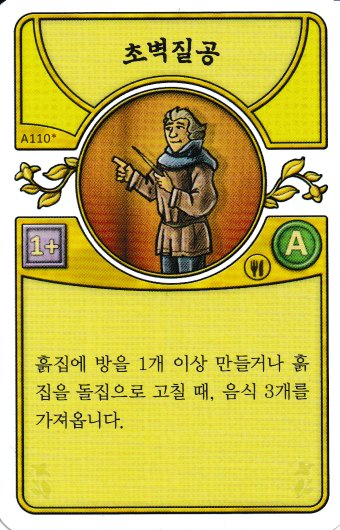 초벽질공
A110*
1+
A
흙집에 방을 1개 이상 만들거나 흙
집을 돌집으로 고칠 때, 음식 3개를
가져옵니다.